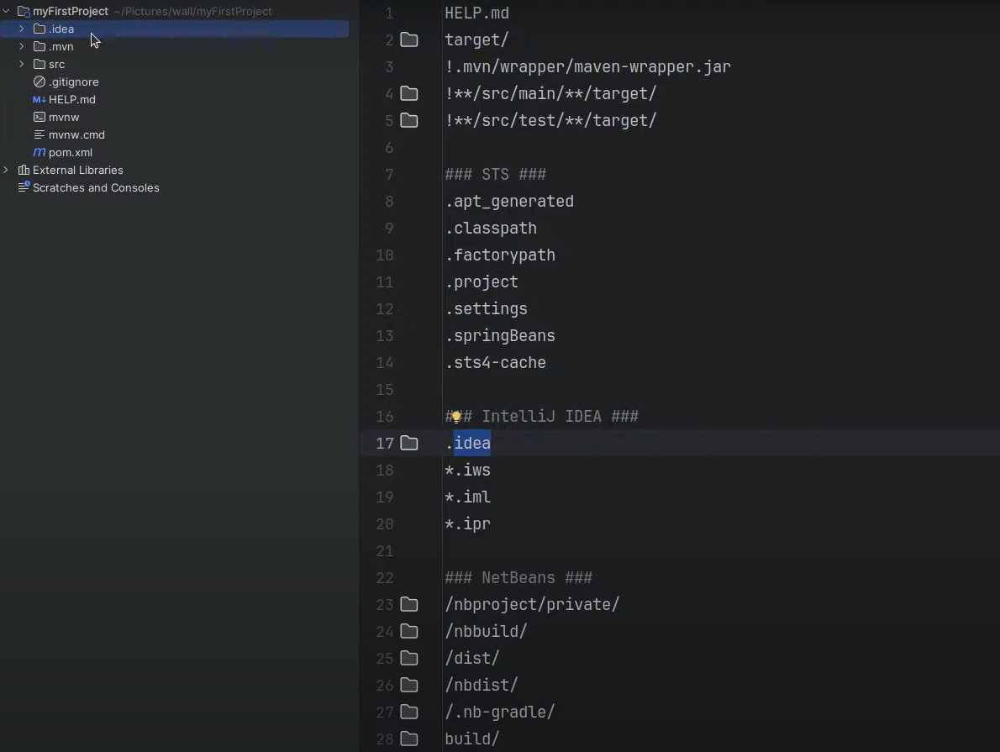 myFirstProject ~/Pictures/wall/myFirstProject
.idea
.mvn
src
.gitignore
M↓ HELP.md
mvnw
mvnw.cmd
m pom.xml
External Libraries
Scratches and Consoles
1 HELP.md
2 target/
3 !.mvn/wrapper/maven-wrapper.jar
4 !**/src/main/**/target/
5 !**/src/test/**/target/
6
7 ### STS ###
8 .apt_generated
9 .classpath
10 .factorypath
11 .project
12 .settings
13 .springBeans
14 .sts4-cache
15
16 ### IntelliJ IDEA ###
17 .idea
18 *.iws
19 *.iml
20 *.ipr
21
22 ### NetBeans ###
23 /nbproject/private/
24 /nbbuild/
25 /dist/
26 /nbdist/
27 /.nb-gradle/
28 build/